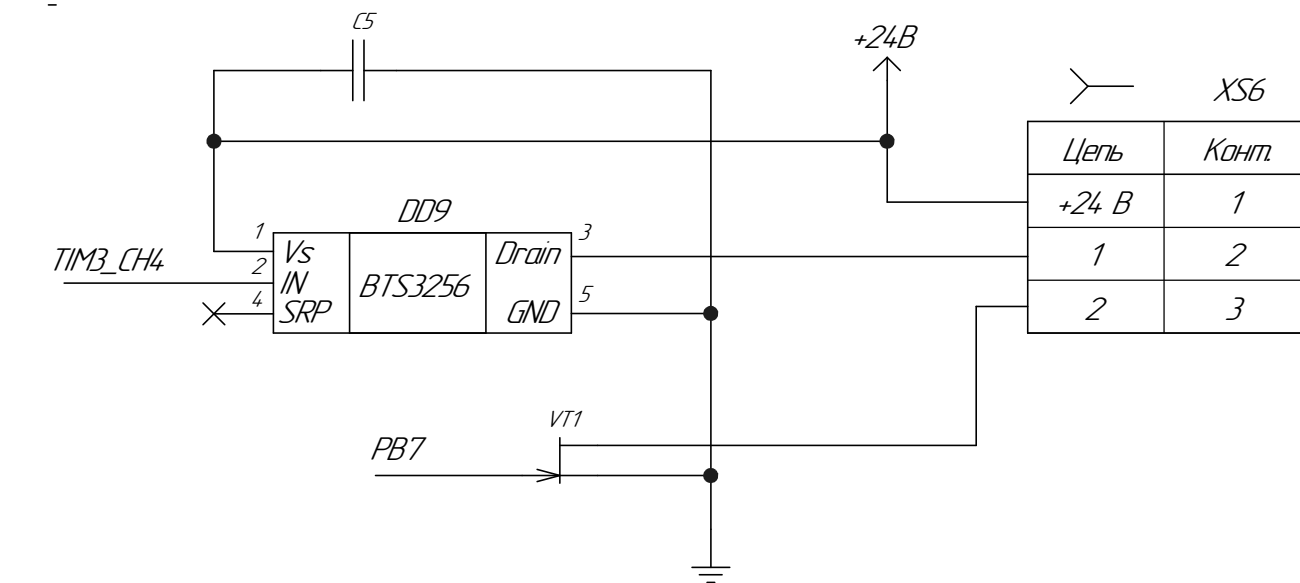 C5
+24В
XS6
Цепь Конт.
+24 В 1
1 2
2 3
DD9
1 Vs
2 IN
4 SRP
BTS3256
Drain 3
GND 5
TIM3_CH4
VT1
PB7